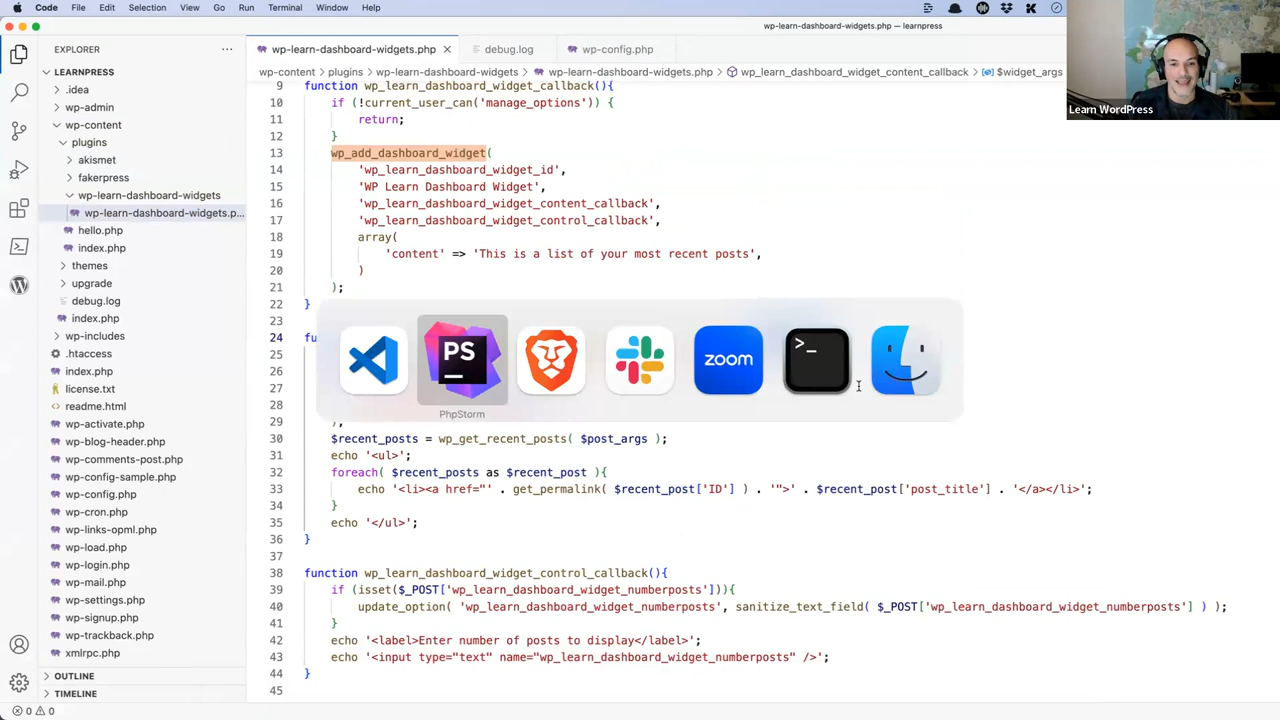 Code File Edit Selection View Go Run Terminal Window Help
wp-learn-dashboard-widgets.php — learnpress
EXPLORER
wp-learn-dashboard-widgets.php
debug.log
wp-config.php
LEARNPRESS
wp-content > plugins > wp-learn-dashboard-widgets > wp-learn-dashboard-widgets.php > wp_learn_dashboard_widget_content_callback > $widget_args
.idea
wp-admin
wp-content
plugins
akismet
fakerpress
wp-learn-dashboard-widgets
wp-learn-dashboard-widgets.p...
hello.php
index.php
themes
upgrade
debug.log
index.php
wp-includes
.htaccess
index.php
license.txt
readme.html
wp-activate.php
wp-blog-header.php
wp-comments-post.php
wp-config-sample.php
wp-config.php
wp-cron.php
wp-links-opml.php
wp-load.php
wp-login.php
wp-mail.php
wp-settings.php
wp-signup.php
wp-trackback.php
xmlrpc.php
OUTLINE
TIMELINE
0 0
9 function wp_learn_dashboard_widget_callback(){
10 if (!current_user_can('manage_options')) {
11 return;
12 }
13 wp_add_dashboard_widget(
14 'wp_learn_dashboard_widget_id',
15 'WP Learn Dashboard Widget',
16 'wp_learn_dashboard_widget_content_callback',
17 'wp_learn_dashboard_widget_control_callback',
18 array(
19 'content' => 'This is a list of your most recent posts',
20 )
21 );
22 }
23
24 fu
25
26
27
28
29 );
30 $recent_posts = wp_get_recent_posts( $post_args );
31 echo '<ul>';
32 foreach( $recent_posts as $recent_post ){
33 echo '<li><a href="' . get_permalink( $recent_post['ID'] ) . '">' . $recent_post['post_title'] . '</a></li>';
34 }
35 echo '</ul>';
36 }
37
38 function wp_learn_dashboard_widget_control_callback(){
39 if (isset($_POST['wp_learn_dashboard_widget_numberposts'])){
40 update_option( 'wp_learn_dashboard_widget_numberposts', sanitize_text_field( $_POST['wp_learn_dashboard_widget_numberposts'] ) );
41 }
42 echo '<label>Enter number of posts to display</label>';
43 echo '<input type="text" name="wp_learn_dashboard_widget_numberposts" />';
44 }
45
PS
zoom
>_
PhpStorm
Learn WordPress